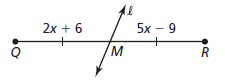 ℓ
2x + 6 5x − 9
Q M R